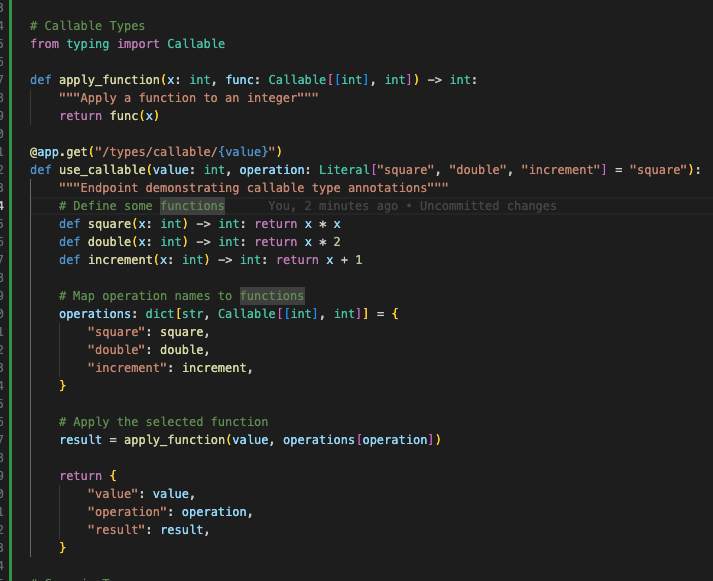 # Callable Types
from typing import Callable
def apply_function(x: int, func: Callable[[int], int]) -> int:
    """Apply a function to an integer"""
    return func(x)
@app.get("/types/callable/{value}")
def use_callable(value: int, operation: Literal["square", "double", "increment"] = "square"):
    """Endpoint demonstrating callable type annotations"""
    # Define some functions You, 2 minutes ago • Uncommitted changes
    def square(x: int) -> int: return x * x
    def double(x: int) -> int: return x * 2
    def increment(x: int) -> int: return x + 1
    # Map operation names to functions
    operations: dict[str, Callable[[int], int]] = {
        "square": square,
        "double": double,
        "increment": increment,
    }
    # Apply the selected function
    result = apply_function(value, operations[operation])
    return {
        "value": value,
        "operation": operation,
        "result": result,
    }